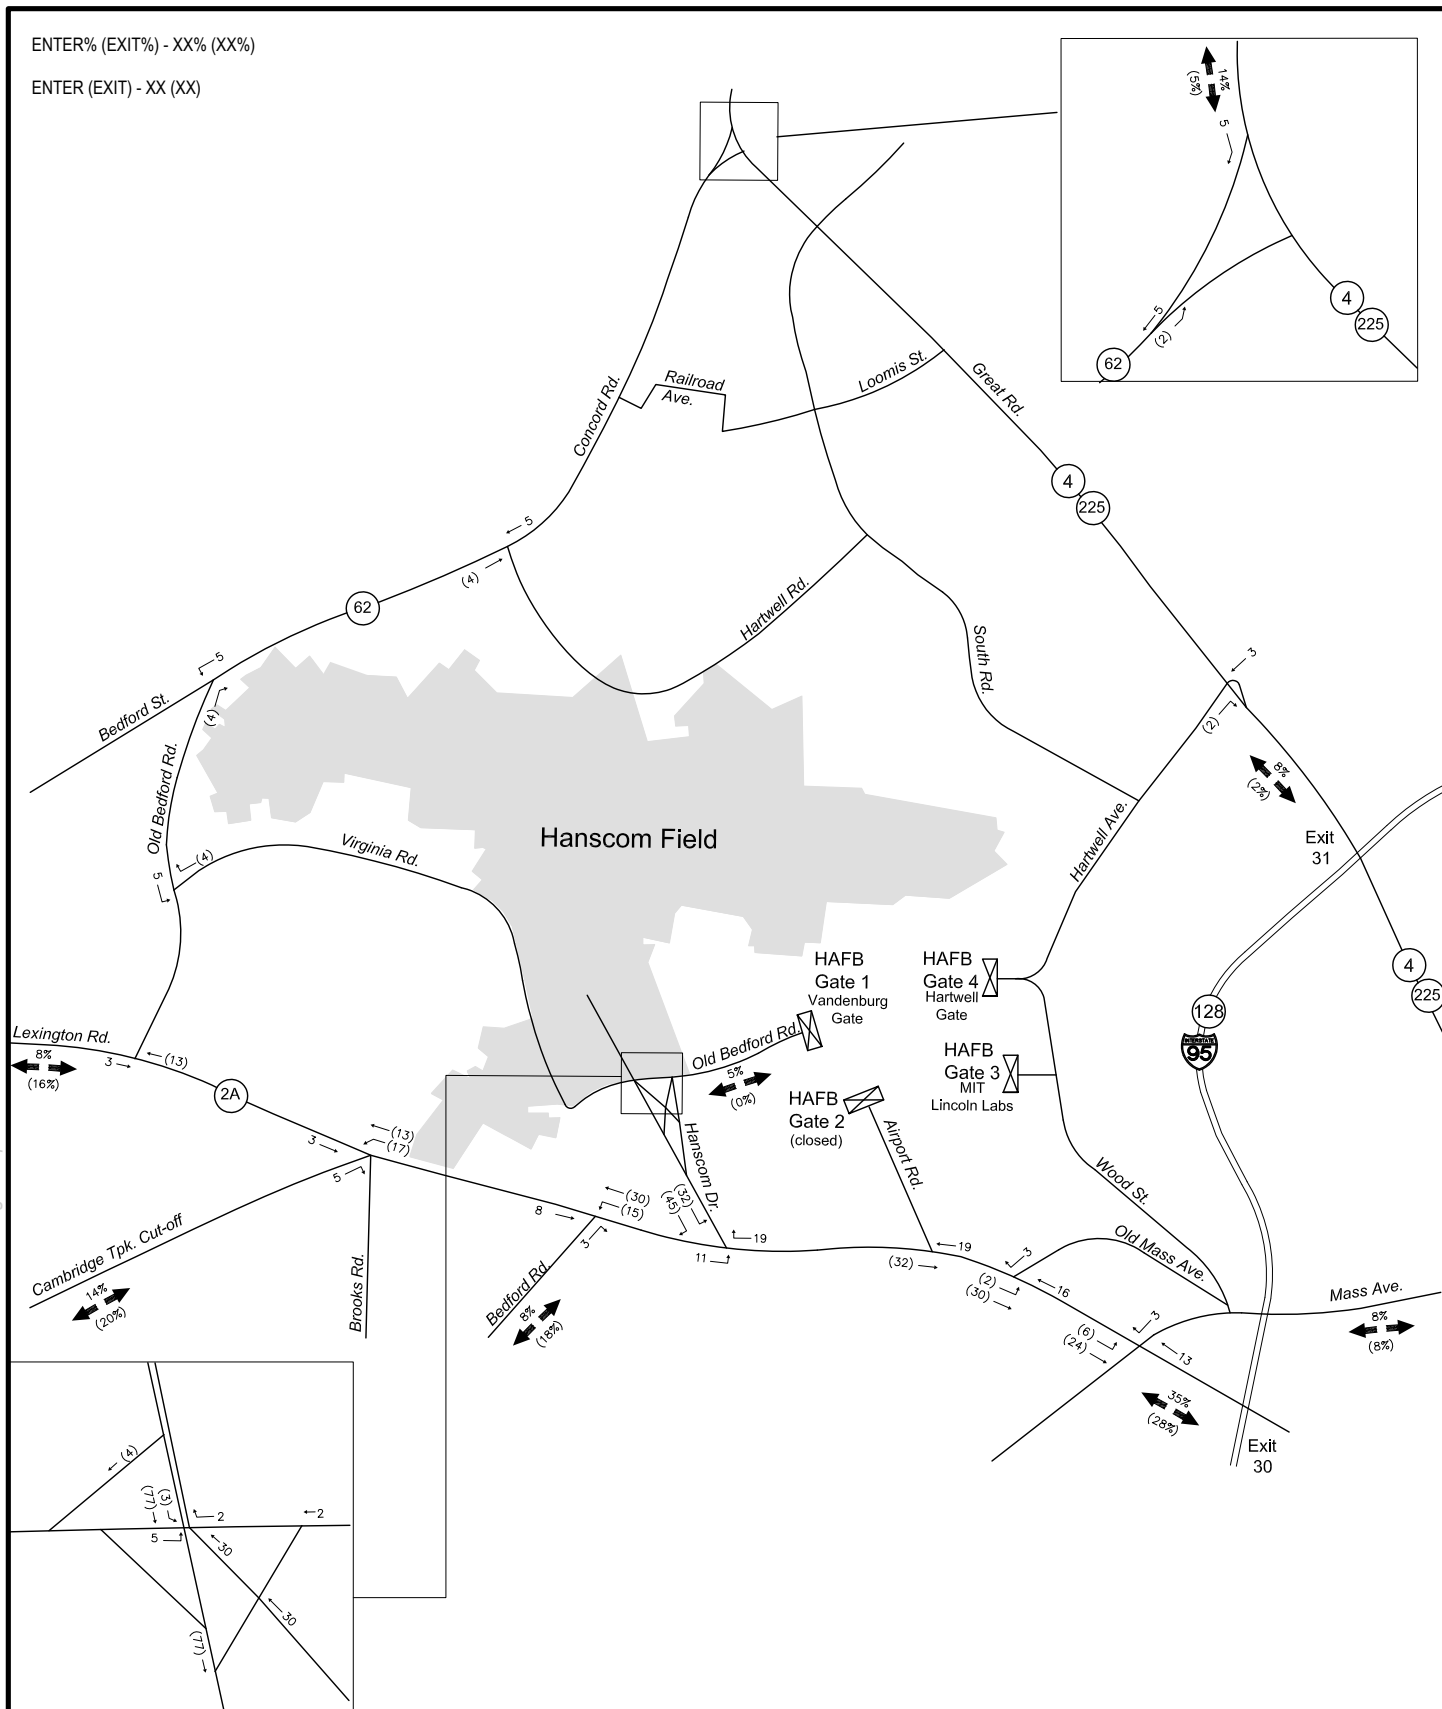 ENTER% (EXIT%) - XX% (XX%)
ENTER (EXIT) - XX (XX)
14%
(5%)
5
5
(2)
62
4
225
Railroad
Ave.
Loomis St.
Great Rd.
Concord Rd.
4
225
5
(4)
62
Hartwell Rd.
South Rd.
5
(4)
Bedford St.
Old Bedford Rd.
3
(2)
8%
(2%)
Exit
31
Hartwell Ave.
Hanscom Field
Virginia Rd.
(4)
5
HAFB
Gate 1
Vandenburg
Gate
HAFB
Gate 4
Hartwell
Gate
4
225
128
INTERSTATE
95
Lexington Rd.
8%
(16%)
3
(13)
2A
Old Bedford Rd.
5%
(0%)
HAFB
Gate 3
MIT
Lincoln Labs
HAFB
Gate 2
(closed)
Airport Rd.
Hanscom Dr.
3
(13)
(17)
5
Wood St.
Old Mass Ave.
Mass Ave.
8%
(8%)
8
(30)
(15)
3
(32)
(45)
19
11
19
(32)
3
(2)
(30)
16
3
(6)
(24)
13
Cambridge Tpk. Cut-off
14%
(20%)
Brooks Rd.
Bedford Rd.
8%
(18%)
35%
(28%)
Exit
30
(4)
(3)
(77)
2
2
5
30
30
(77)